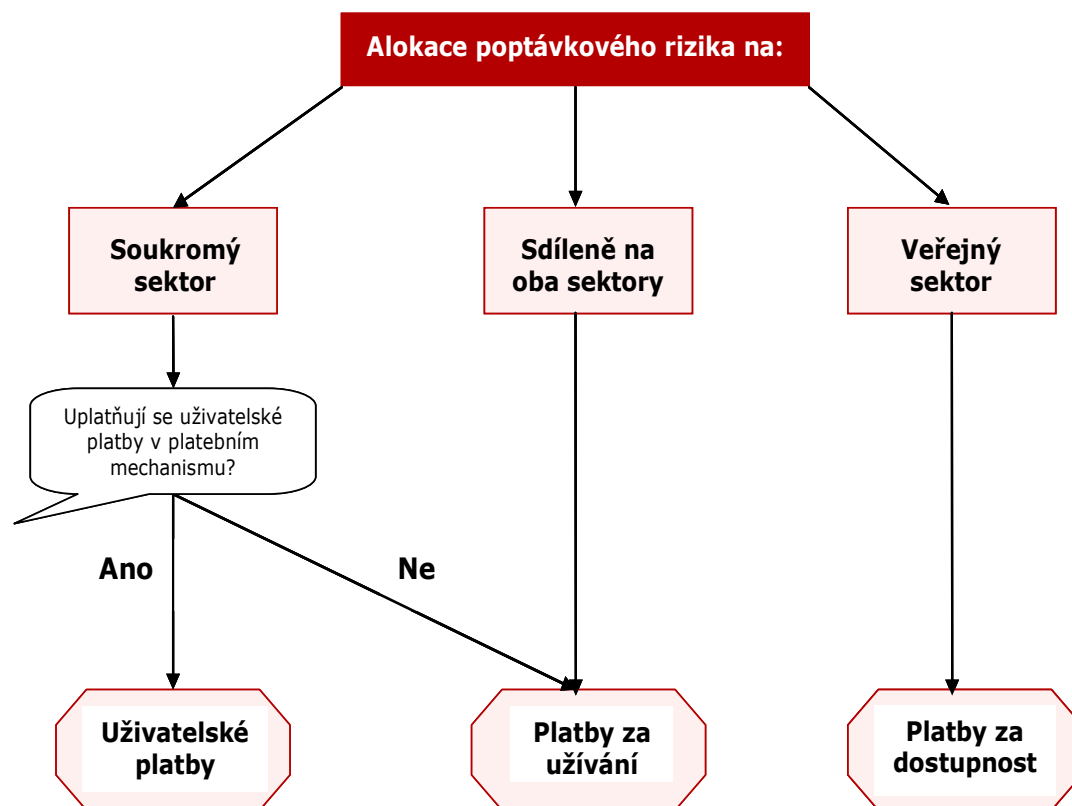 Alokace poptávkového rizika na:
Soukromý
sektor
Sdíleně na
oba sektory
Veřejný
sektor
Uplatňují se uživatelské
platby v platebním
mechanismu?
Ano
Ne
Uživatelské
platby
Platby za
užívání
Platby za
dostupnost